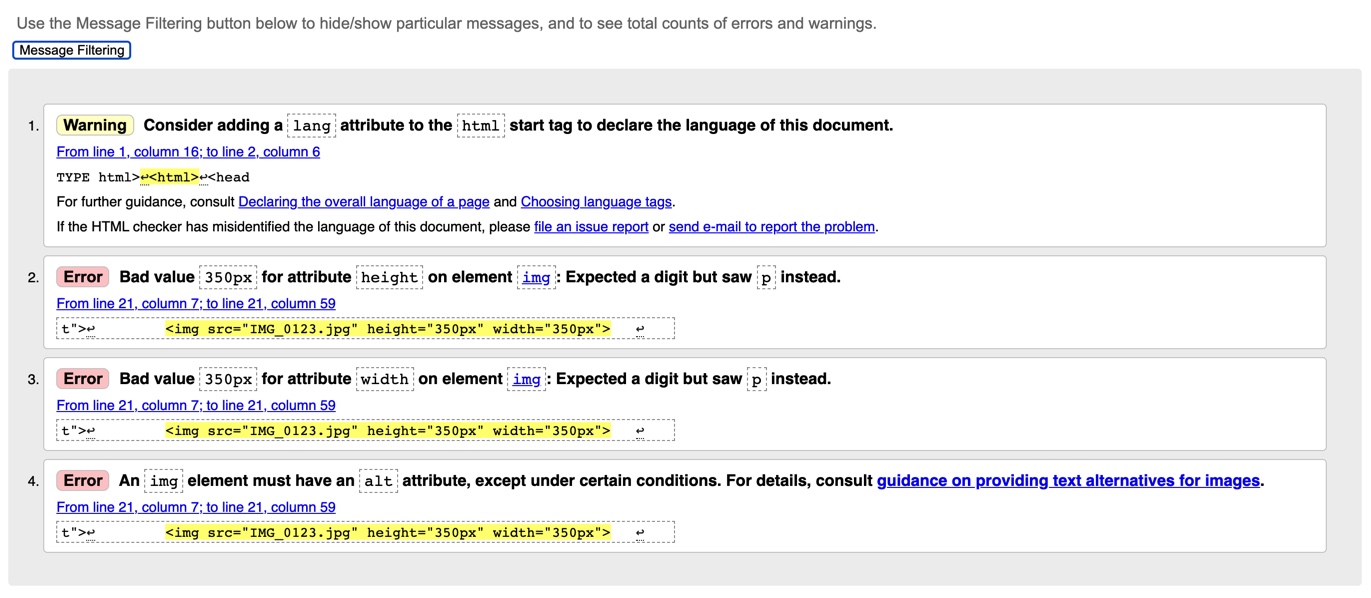 Use the Message Filtering button below to hide/show particular messages, and to see total counts of errors and warnings.
Message Filtering
1. Warning Consider adding a lang attribute to the html start tag to declare the language of this document.
From line 1, column 16; to line 2, column 6
TYPE html>↩<html>↩<head
For further guidance, consult Declaring the overall language of a page and Choosing language tags.
If the HTML checker has misidentified the language of this document, please file an issue report or send e-mail to report the problem.
2. Error Bad value 350px for attribute height on element img: Expected a digit but saw p instead.
From line 21, column 7; to line 21, column 59
t">↩ <img src="IMG_0123.jpg" height="350px" width="350px"> ↩
3. Error Bad value 350px for attribute width on element img: Expected a digit but saw p instead.
From line 21, column 7; to line 21, column 59
t">↩ <img src="IMG_0123.jpg" height="350px" width="350px"> ↩
4. Error An img element must have an alt attribute, except under certain conditions. For details, consult guidance on providing text alternatives for images.
From line 21, column 7; to line 21, column 59
t">↩ <img src="IMG_0123.jpg" height="350px" width="350px"> ↩